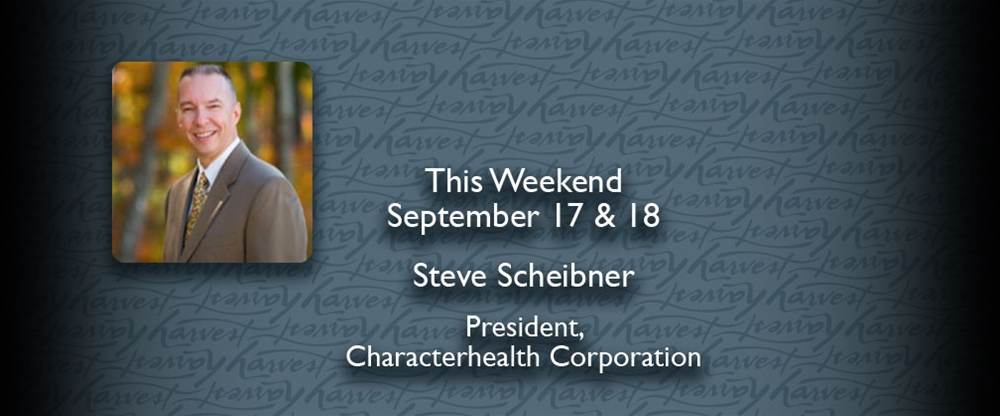 This Weekend
September 17 & 18
Steve Scheibner
President,
Characterhealth Corporation